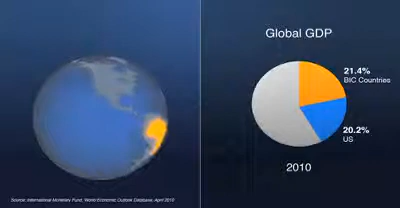 Global GDP
21.4%
BIC Countries
20.2%
US
2010
Source: International Monetary Fund, World Economic Outlook Database, April 2010